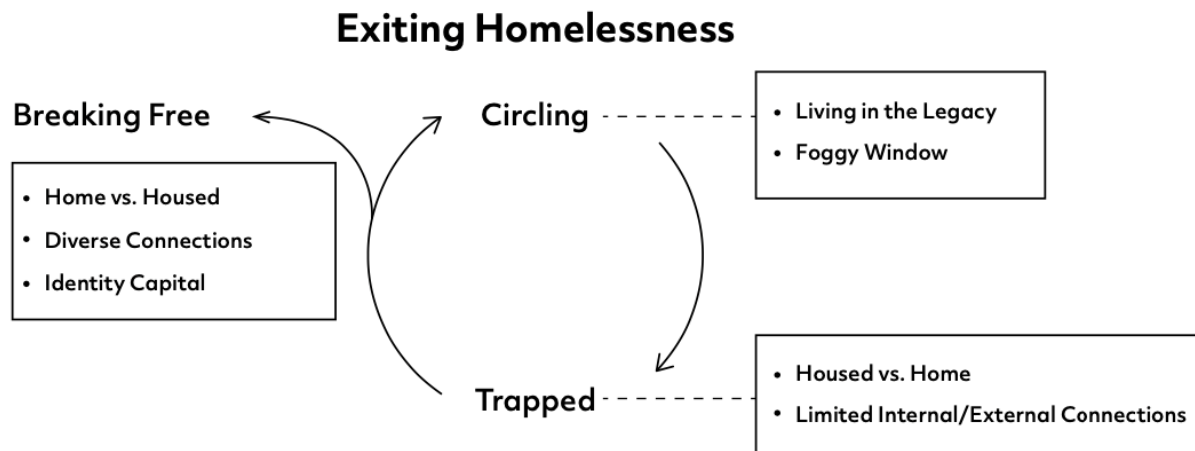 Exiting Homelessness
Breaking Free
• Home vs. Housed
• Diverse Connections
• Identity Capital
Circling
• Living in the Legacy
• Foggy Window
Trapped
• Housed vs. Home
• Limited Internal/External Connections